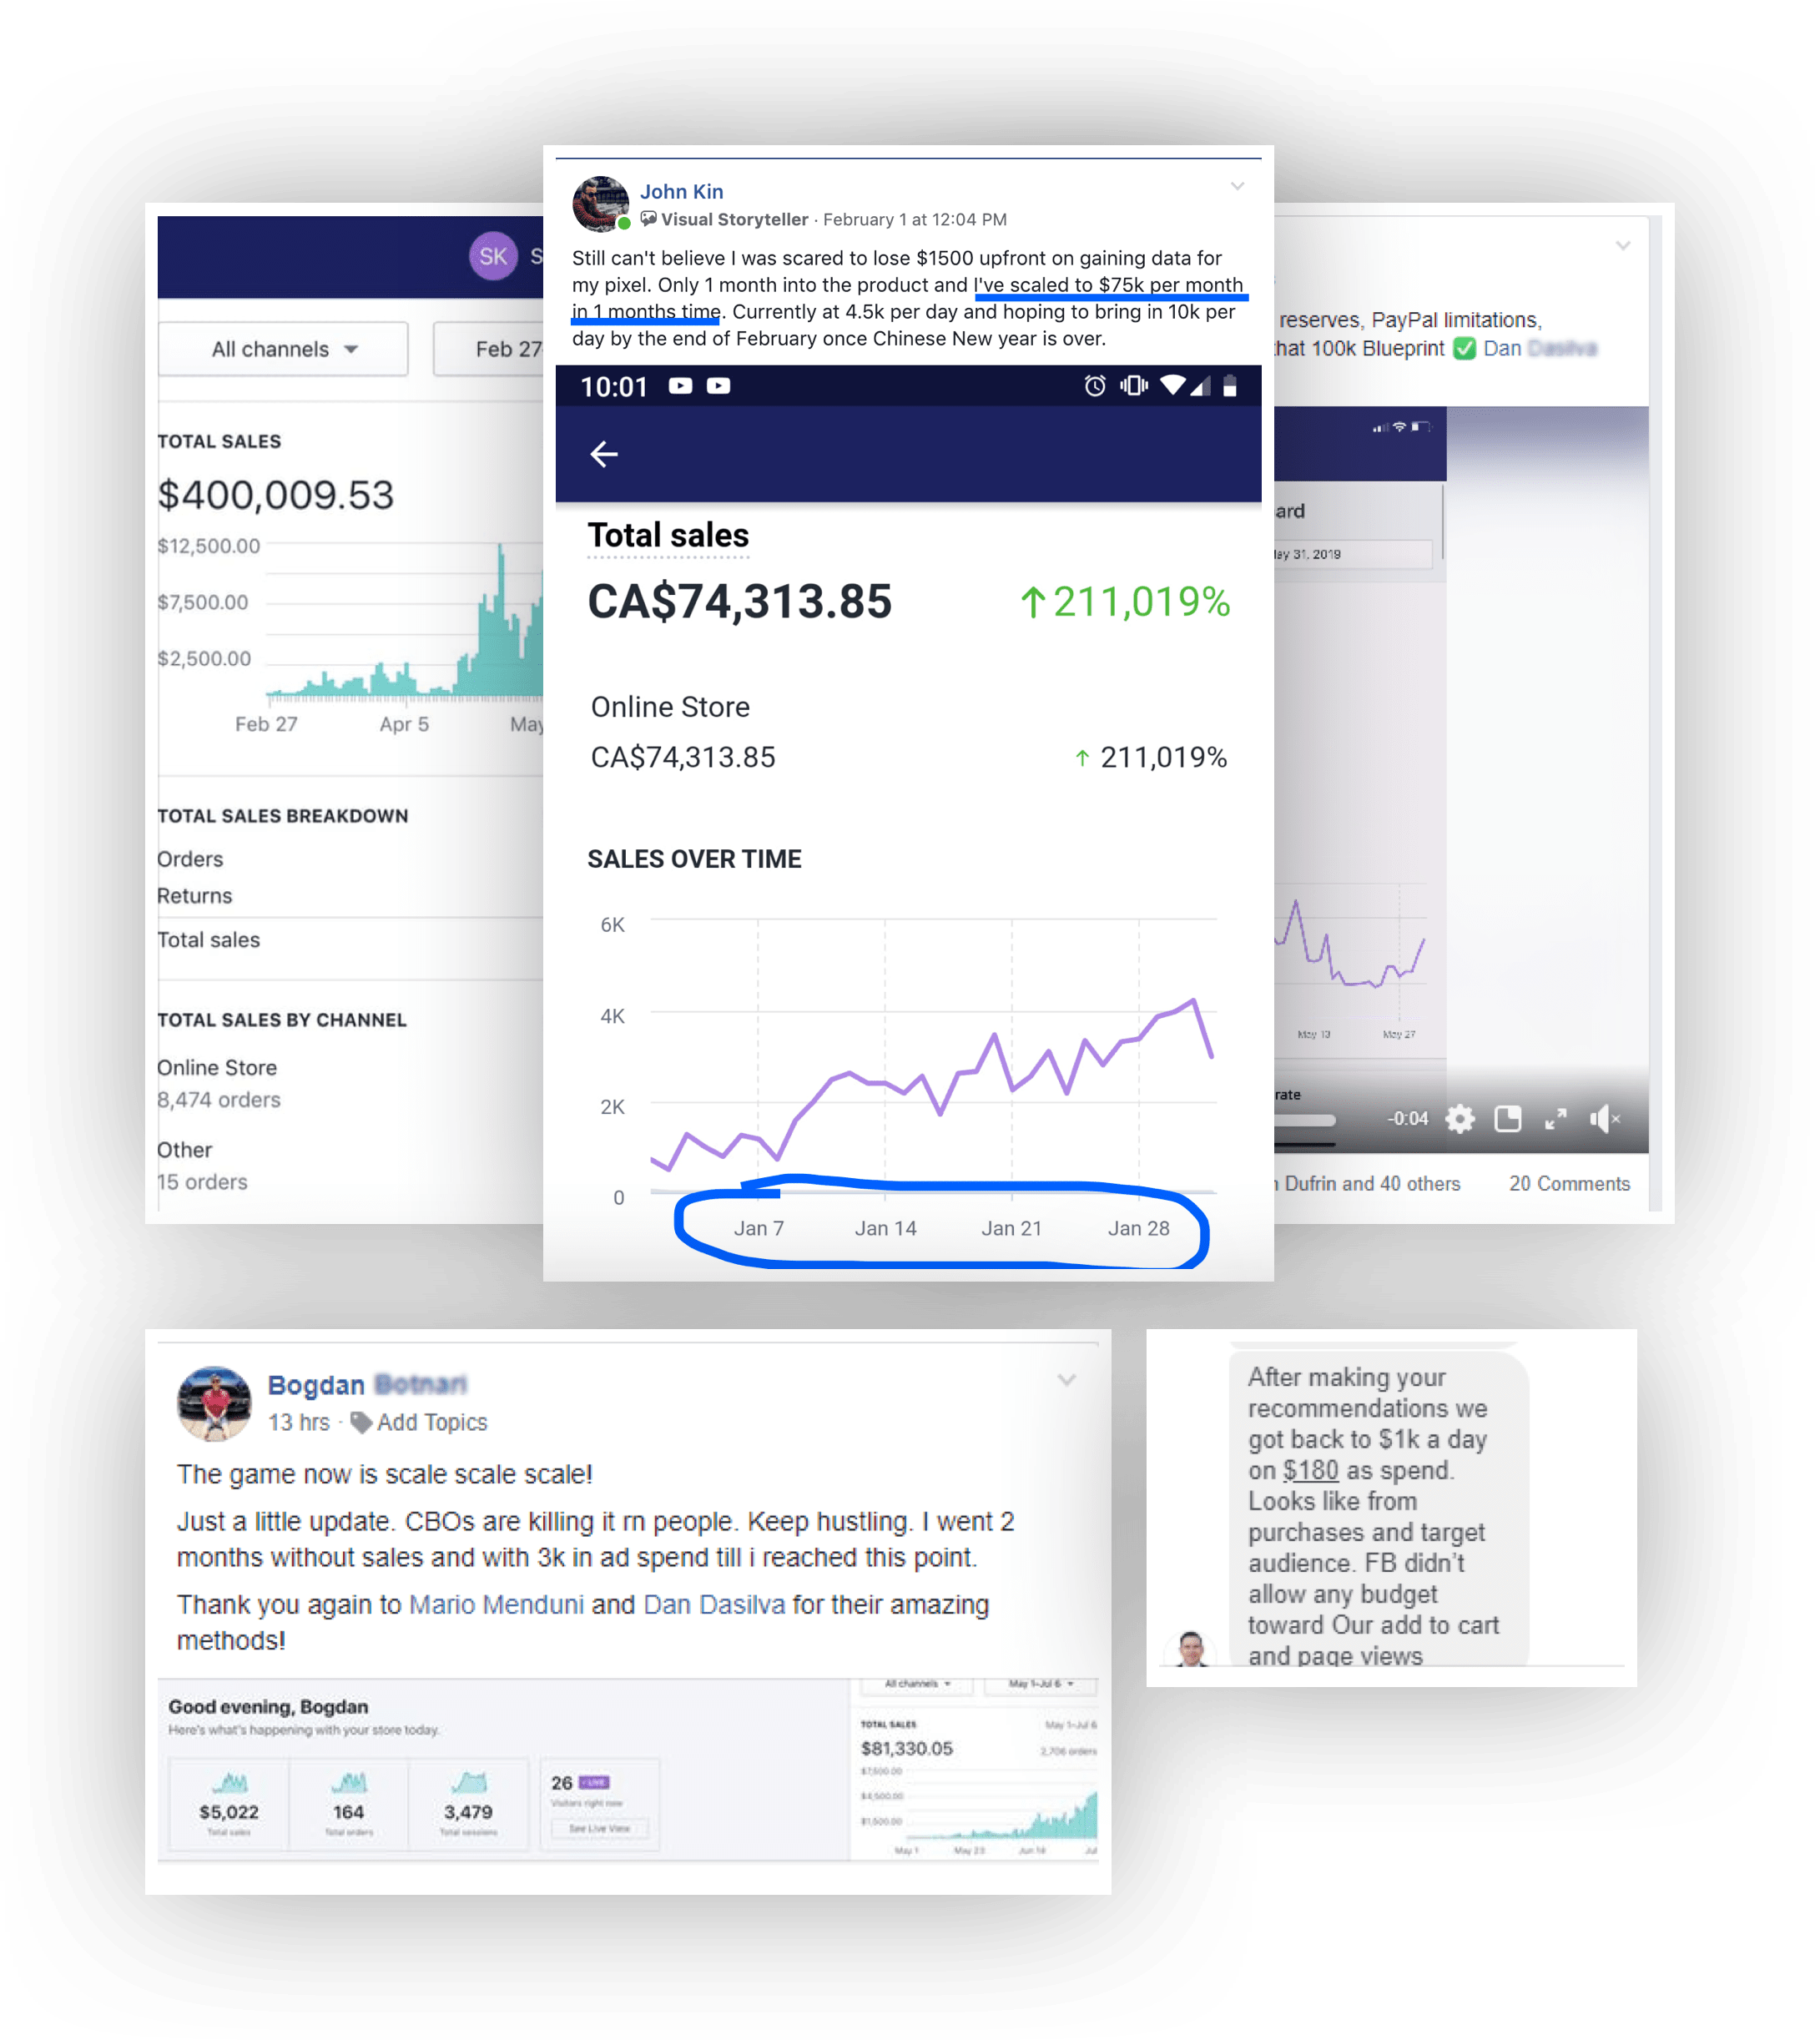 SK S
All channels
Feb 27
TOTAL SALES
$400,009.53
$12,500.00
$7,500.00
$2,500.00
Feb 27 Apr 5 May
TOTAL SALES BREAKDOWN
Orders
Returns
Total sales
TOTAL SALES BY CHANNEL
Online Store
8,474 orders
Other
15 orders
John Kin
Visual Storyteller · February 1 at 12:04 PM
Still can't believe I was scared to lose $1500 upfront on gaining data for
my pixel. Only 1 month into the product and I've scaled to $75k per month
in 1 months time. Currently at 4.5k per day and hoping to bring in 10k per
day by the end of February once Chinese New year is over.
10:01
Total sales
CA$74,313.85 ↑211,019%
Online Store
CA$74,313.85 ↑ 211,019%
SALES OVER TIME
6K
4K
2K
0
Jan 7 Jan 14 Jan 21 Jan 28
reserves, PayPal limitations,
that 100k Blueprint ✅ Dan
ard
May 31, 2019
May 13 May 27
rate
-0:04
n Dufrin and 40 others 20 Comments
Bogdan
13 hrs · Add Topics
The game now is scale scale scale!
Just a little update. CBOs are killing it rn people. Keep hustling. I went 2
months without sales and with 3k in ad spend till i reached this point.
Thank you again to Mario Menduni and Dan Dasilva for their amazing
methods!
Good evening, Bogdan
Here's what's happening with your store today.
$5,022
Total sales
164
Total orders
3,479
Total sessions
26 LIVE
Visitors right now
See Live View
All channels
May 1-Jul 6
TOTAL SALES May 1-Jul 6
$81,330.05 2,706 orders
$7,500.00
$4,500.00
$1,500.00
May 1 May 23 Jun 18 Jul
After making your
recommendations we
got back to $1k a day
on $180 as spend.
Looks like from
purchases and target
audience. FB didn't
allow any budget
toward Our add to cart
and page views